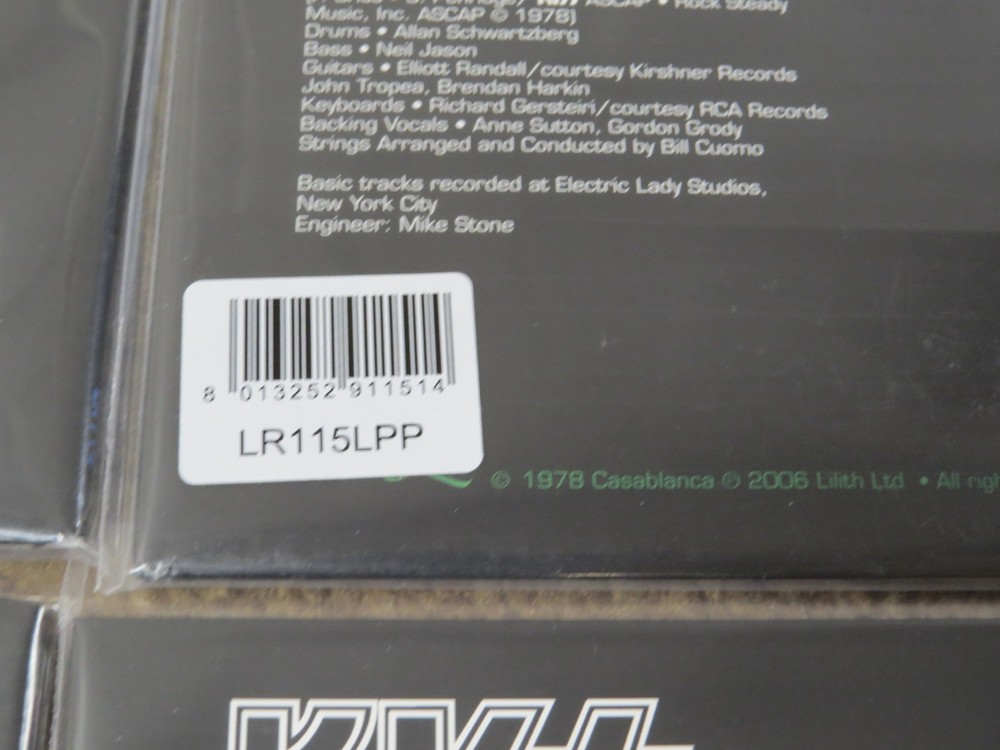 Music, Inc. ASCAP © 1978]
Drums • Allan Schwartzberg
Bass • Neil Jason
Guitars • Elliott Randall/courtesy Kirshner Records
John Tropea, Brendan Harkin
Keyboards • Richard Gerstein/courtesy RCA Records
Backing Vocals • Anne Sutton, Gordon Grody
Strings Arranged and Conducted by Bill Cuomo
Basic tracks recorded at Electric Lady Studios,
New York City
Engineer: Mike Stone
8 013252 911514
LR115LPP
© 1978 Casablanca ℗ 2006 Lilith Ltd • All